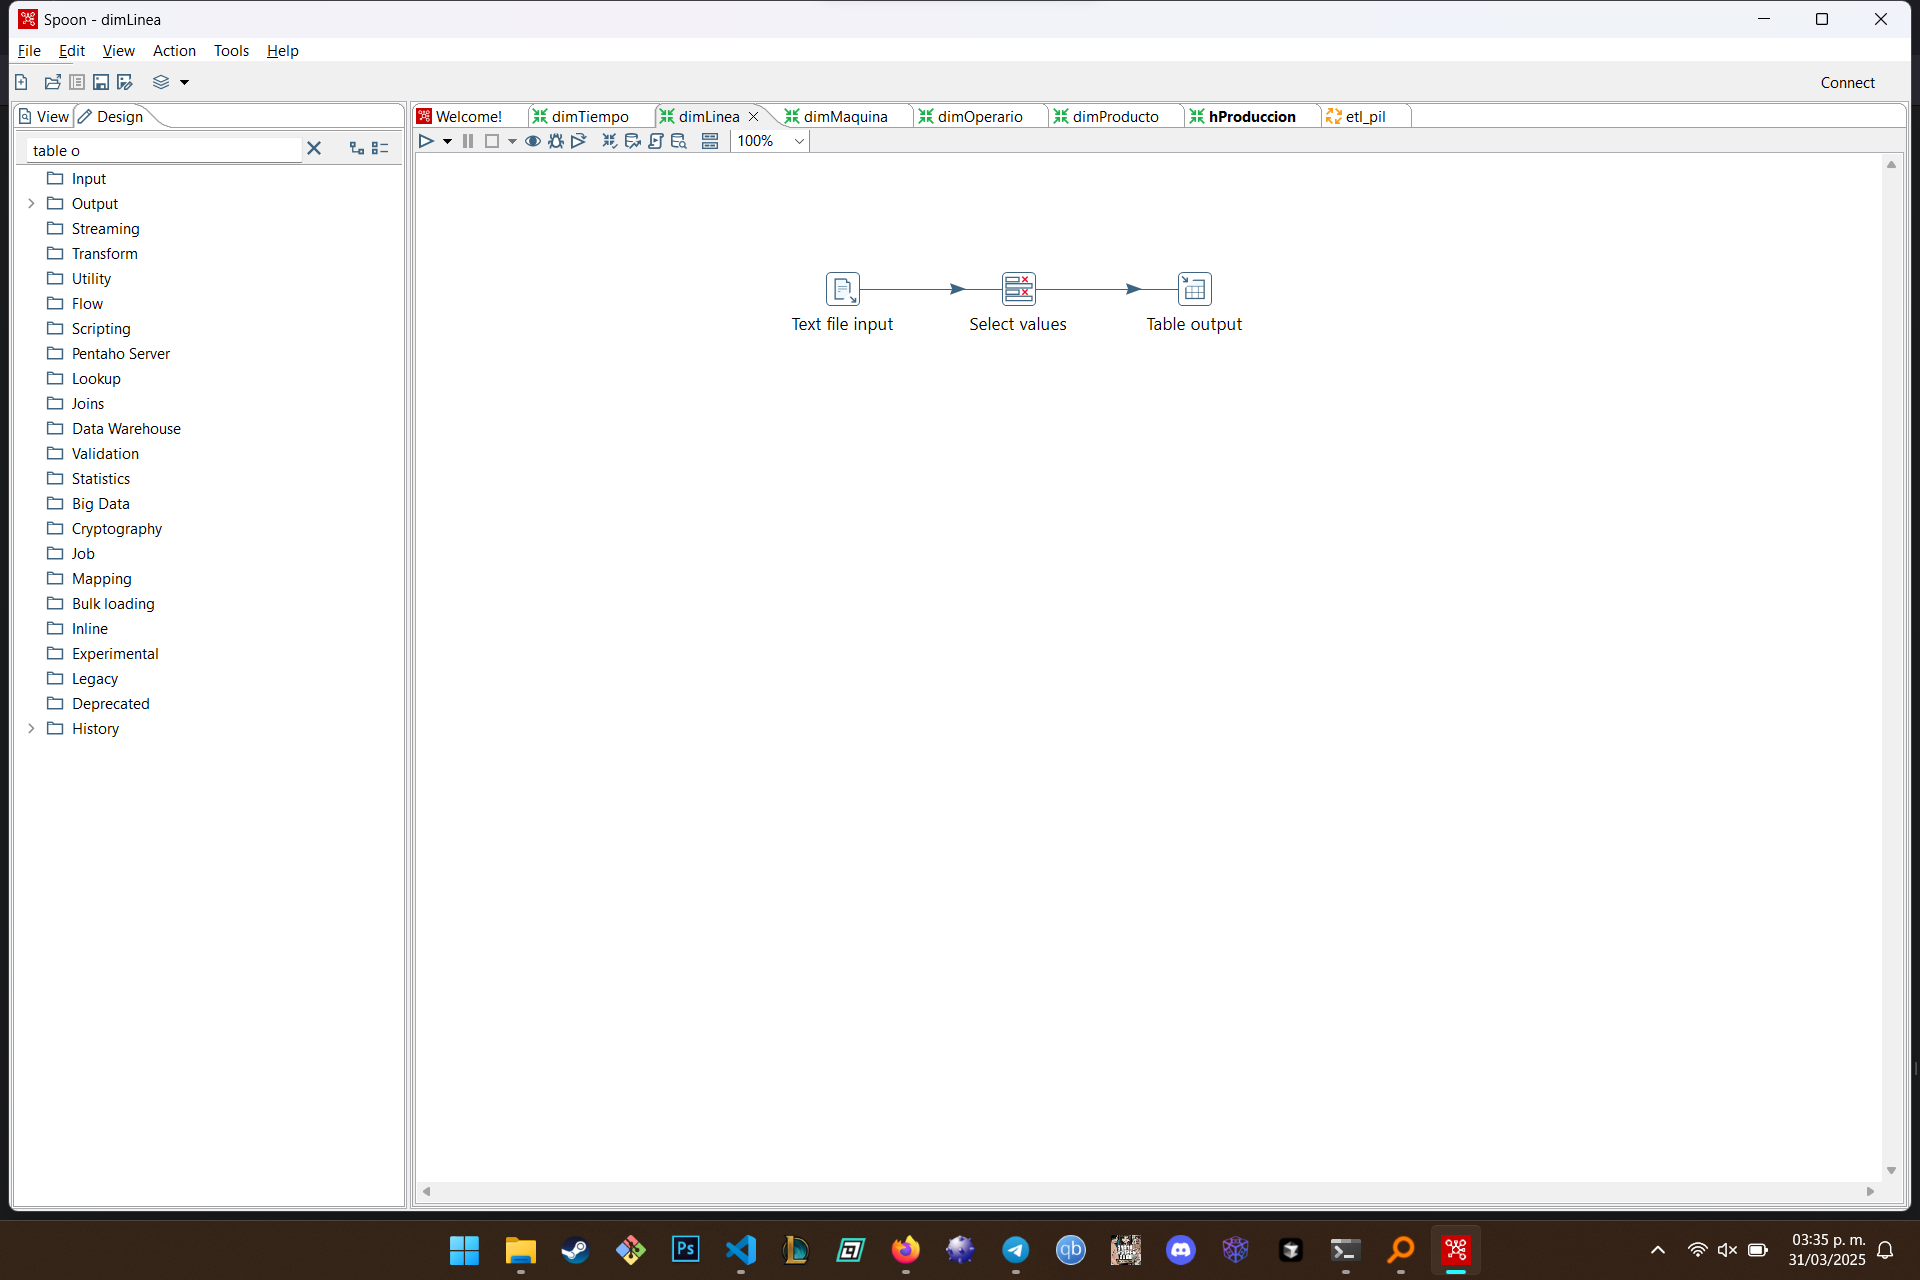 Spoon - dimLinea
File Edit View Action Tools Help
Connect
View Design
Welcome! dimTiempo dimLinea dimMaquina dimOperario dimProducto hProduccion etl_pil
table o
100%
Input
Output
Streaming
Transform
Utility
Flow
Scripting
Pentaho Server
Lookup
Joins
Data Warehouse
Validation
Statistics
Big Data
Cryptography
Job
Mapping
Bulk loading
Inline
Experimental
Legacy
Deprecated
History
Text file input Select values Table output
Ps
qb
03:35 p. m.
31/03/2025